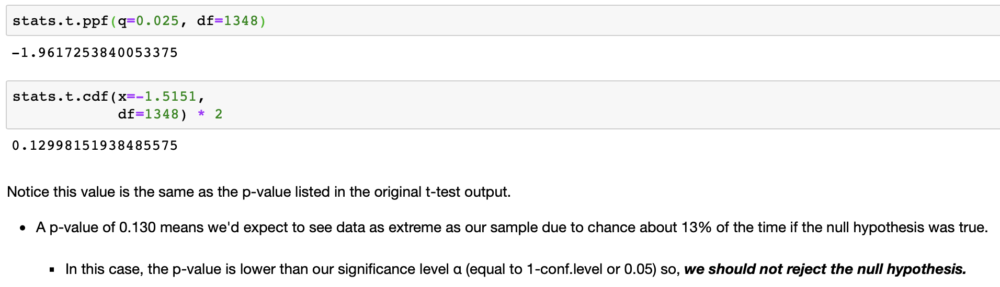 stats.t.ppf(q=0.025, df=1348)
-1.9617253840053375
stats.t.cdf(x=-1.5151,
df=1348) * 2
0.12998151938485575
Notice this value is the same as the p-value listed in the original t-test output.
• A p-value of 0.130 means we'd expect to see data as extreme as our sample due to chance about 13% of the time if the null hypothesis was true.
▪ In this case, the p-value is lower than our significance level α (equal to 1-conf.level or 0.05) so, we should not reject the null hypothesis.